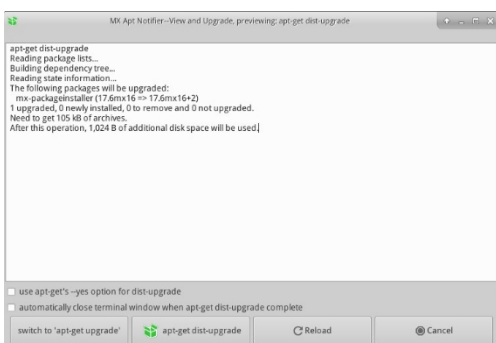 MX Apt Notifier--View and Upgrade, previewing: apt-get dist-upgrade
apt-get dist-upgrade
Reading package lists...
Building dependency tree...
Reading state information...
The following packages will be upgraded:
mx-packageinstaller (17.6mx16 => 17.6mx16+2)
1 upgraded, 0 newly installed, 0 to remove and 0 not upgraded.
Need to get 105 kB of archives.
After this operation, 1,024 B of additional disk space will be used.
use apt-get's --yes option for dist-upgrade
automatically close terminal window when apt-get dist-upgrade complete
switch to 'apt-get upgrade'
apt-get dist-upgrade
Reload
Cancel